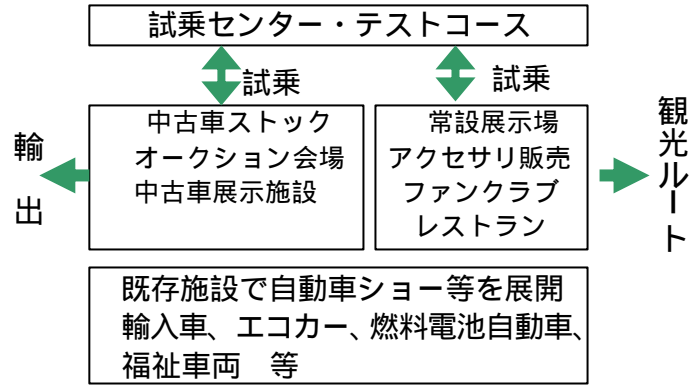 試乗センター・テストコース
試乗
試乗
輸出
中古車ストック
オークション会場
中古車展示施設
常設展示場
アクセサリ販売
ファンクラブ
レストラン
観光ルート
既存施設で自動車ショー等を展開
輸入車、エコカー、燃料電池自動車、
福祉車両　等